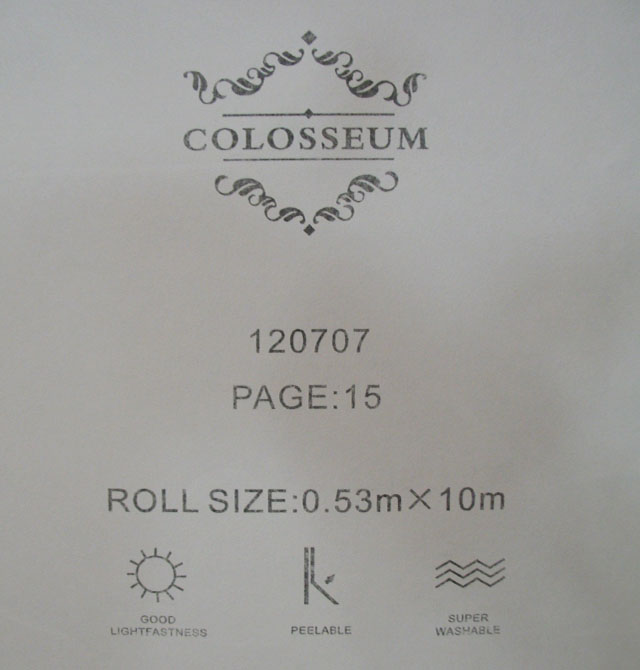 COLOSSEUM
120707
PAGE:15
ROLL SIZE:0.53m×10m
GOOD
LIGHTFASTNESS
PEELABLE
SUPER
WASHABLE